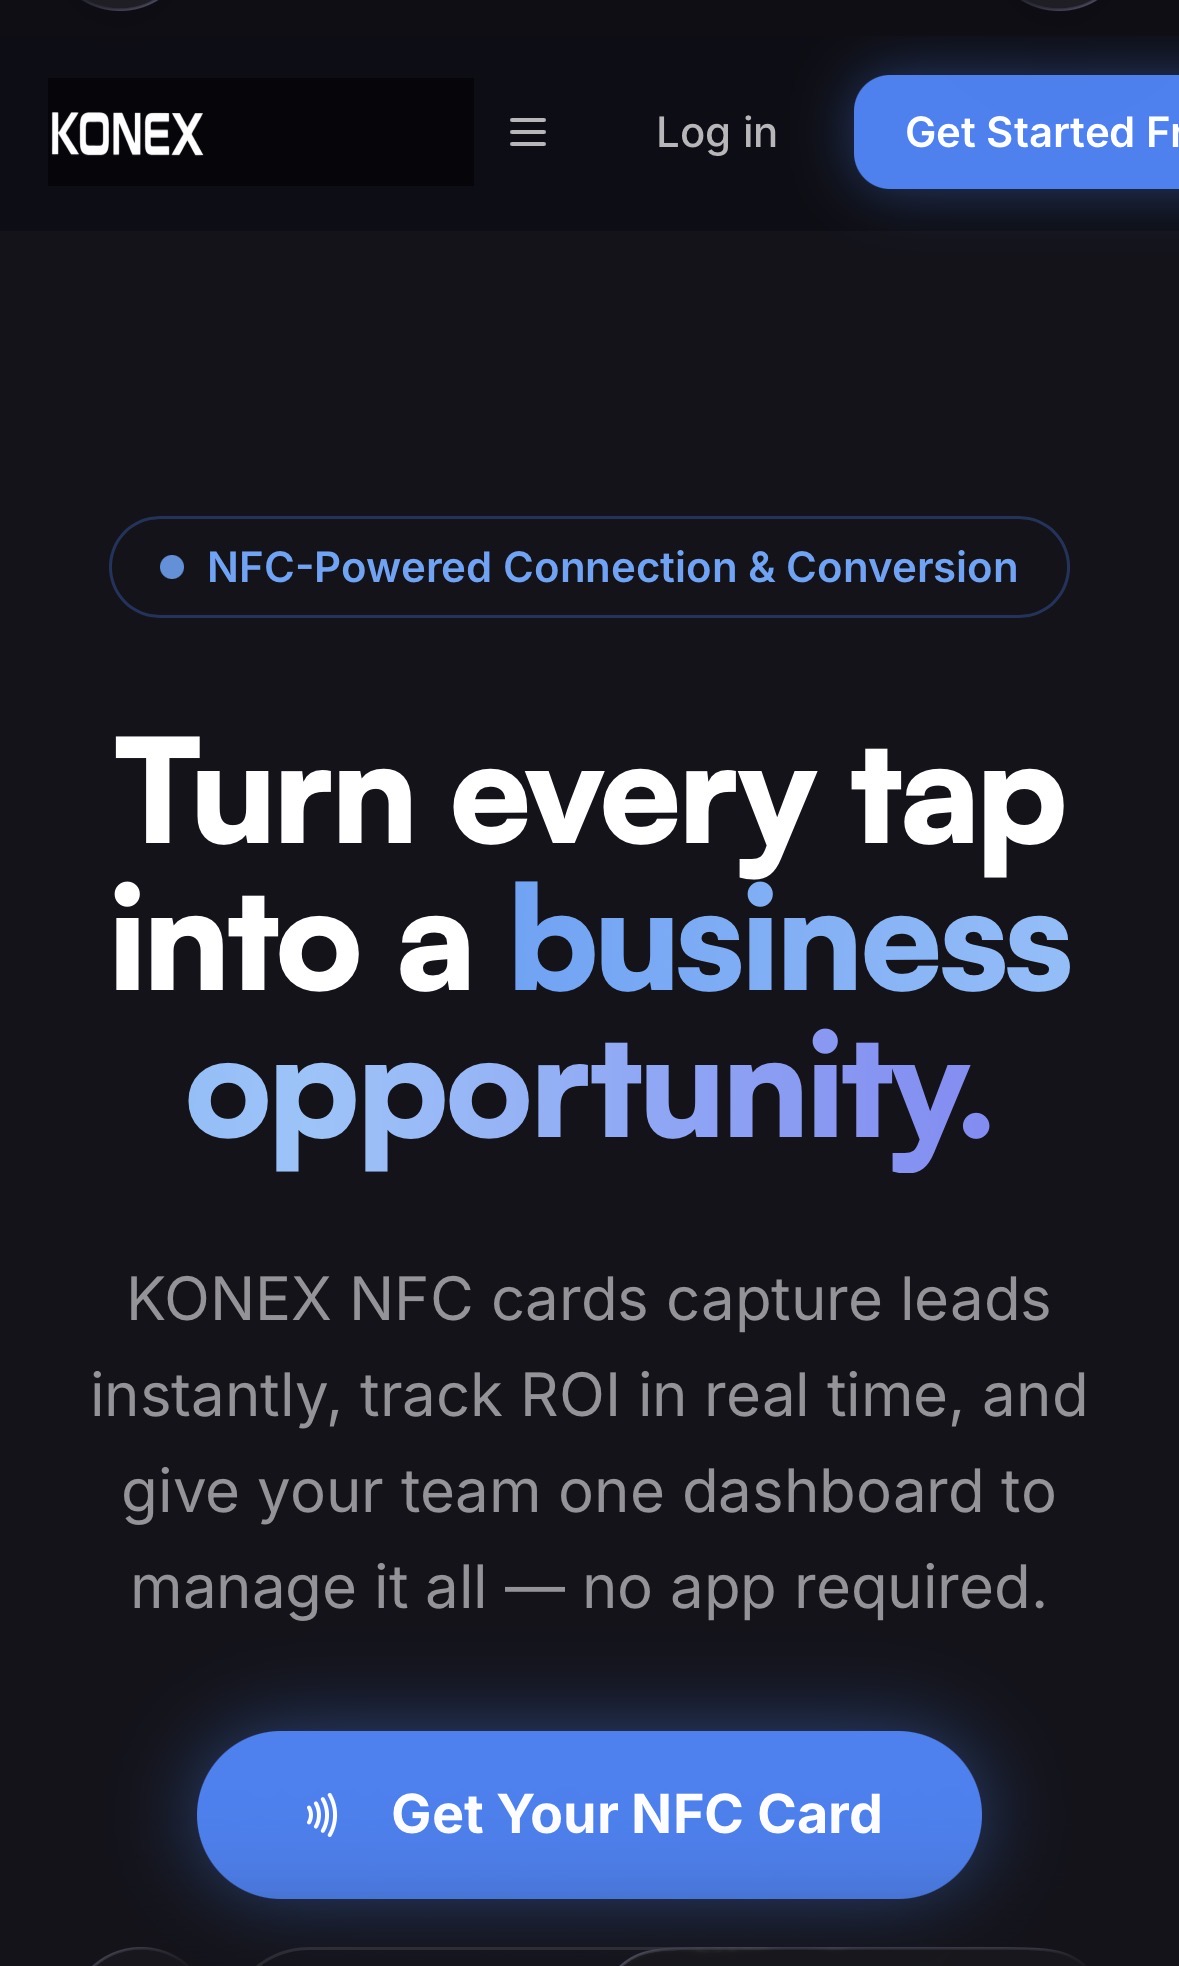 KONEX
Log in
Get Started Fr
NFC-Powered Connection & Conversion
Turn every tap
into a business
opportunity.
KONEX NFC cards capture leads
instantly, track ROI in real time, and
give your team one dashboard to
manage it all — no app required.
Get Your NFC Card